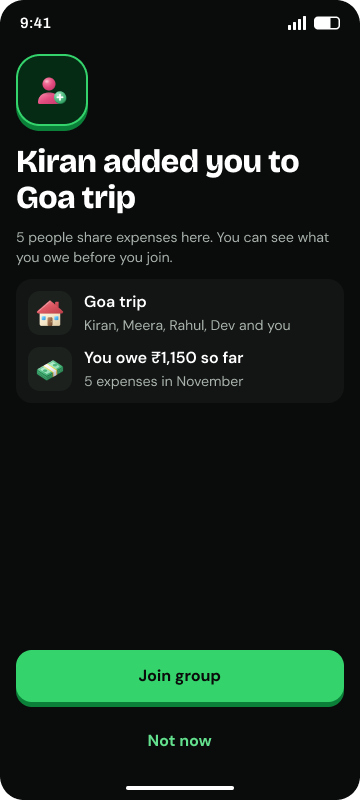 9:41
Kiran added you to
Goa trip
5 people share expenses here. You can see what
you owe before you join.
Goa trip
Kiran, Meera, Rahul, Dev and you
You owe ₹1,150 so far
5 expenses in November
Join group
Not now